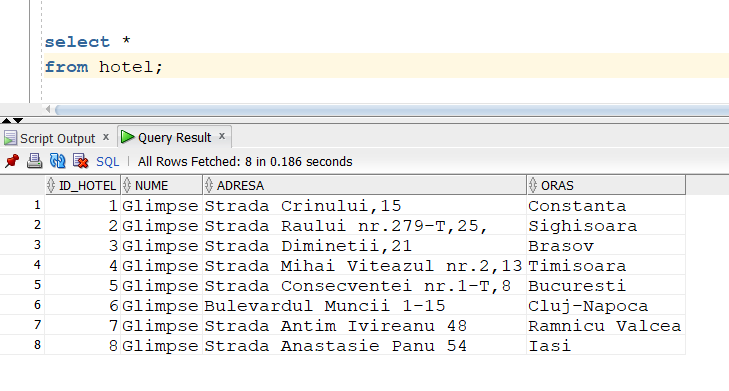 select *
from hotel;
Script Output x Query Result x
SQL | All Rows Fetched: 8 in 0.186 seconds
ID_HOTEL NUME ADRESA ORAS
1 1 Glimpse Strada Crinului,15 Constanta
2 2 Glimpse Strada Raului nr.279-T,25, Sighisoara
3 3 Glimpse Strada Diminetii,21 Brasov
4 4 Glimpse Strada Mihai Viteazul nr.2,13 Timisoara
5 5 Glimpse Strada Consecventei nr.1-T,8 Bucuresti
6 6 Glimpse Bulevardul Muncii 1-15 Cluj-Napoca
7 7 Glimpse Strada Antim Ivireanu 48 Ramnicu Valcea
8 8 Glimpse Strada Anastasie Panu 54 Iasi